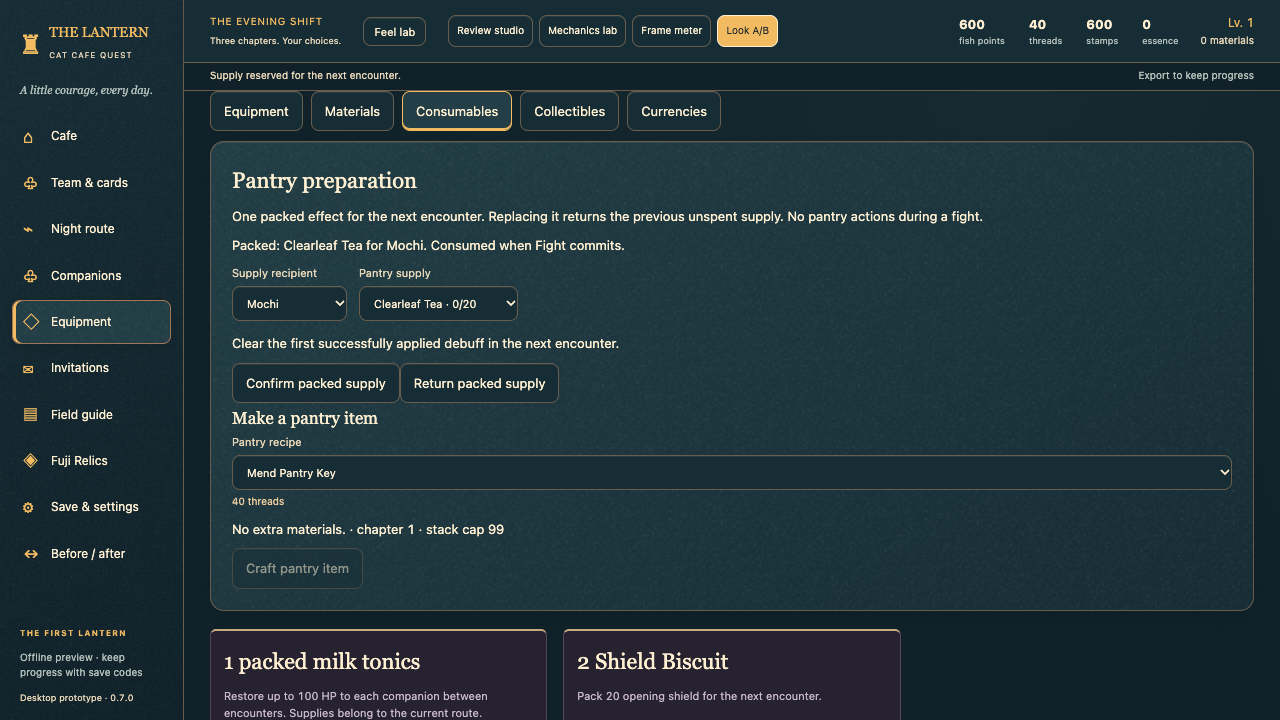 THE LANTERN
CAT CAFE QUEST
A little courage, every day.
Cafe
Team & cards
Night route
Companions
Equipment
Invitations
Field guide
Fuji Relics
Save & settings
Before / after
THE FIRST LANTERN
Offline preview · keep
progress with save codes
Desktop prototype · 0.7.0
THE EVENING SHIFT
Three chapters. Your choices.
Feel lab
Review studio
Mechanics lab
Frame meter
Look A/B
600
fish points
40
threads
600
stamps
0
essence
Lv. 1
0 materials
Supply reserved for the next encounter.
Export to keep progress
Equipment
Materials
Consumables
Collectibles
Currencies
Pantry preparation
One packed effect for the next encounter. Replacing it returns the previous unspent supply. No pantry actions during a fight.
Packed: Clearleaf Tea for Mochi. Consumed when Fight commits.
Supply recipient
Pantry supply
Mochi
Clearleaf Tea · 0/20
Clear the first successfully applied debuff in the next encounter.
Confirm packed supply
Return packed supply
Make a pantry item
Pantry recipe
Mend Pantry Key
40 threads
No extra materials. · chapter 1 · stack cap 99
Craft pantry item
1 packed milk tonics
Restore up to 100 HP to each companion between
encounters. Supplies belong to the current route.
2 Shield Biscuit
Pack 20 opening shield for the next encounter.